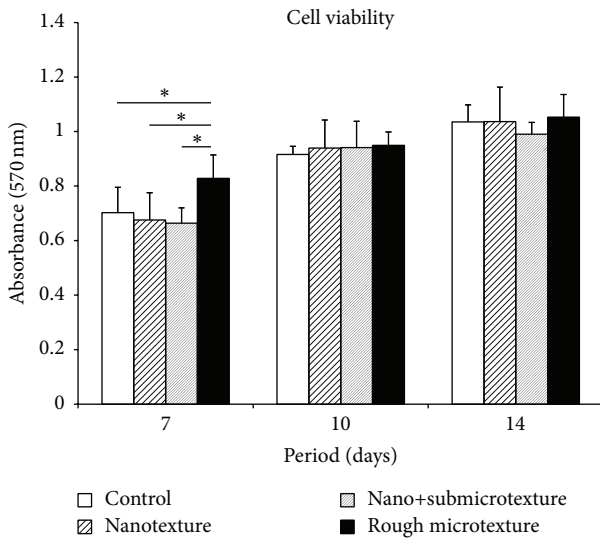 Cell viability
1.4
1.2
1
0.8
0.6
0.4
0.2
0
Absorbance (570 nm)
*
*
*
7 10 14
Period (days)
Control
Nanotexture
Nano+submicrotexture
Rough microtexture